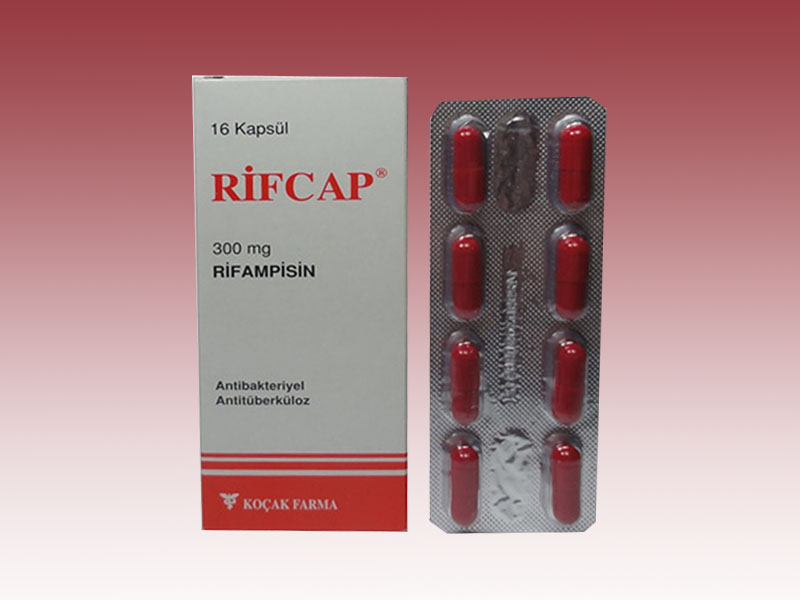 16 Kapsül
RİFCAP®
300 mg
RİFAMPİSİN
Antibakteriyel
Antitüberküloz
KOÇAK FARMA